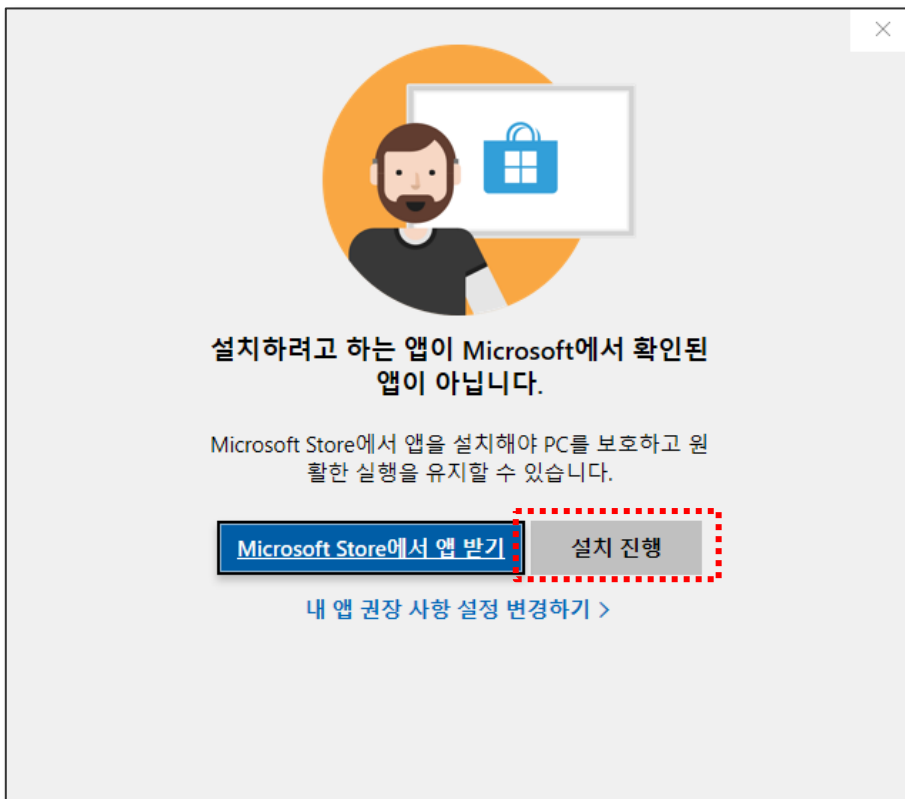 설치하려고 하는 앱이 Microsoft에서 확인된
앱이 아닙니다.
Microsoft Store에서 앱을 설치해야 PC를 보호하고 원
활한 실행을 유지할 수 있습니다.
Microsoft Store에서 앱 받기
설치 진행
내 앱 권장 사항 설정 변경하기 >